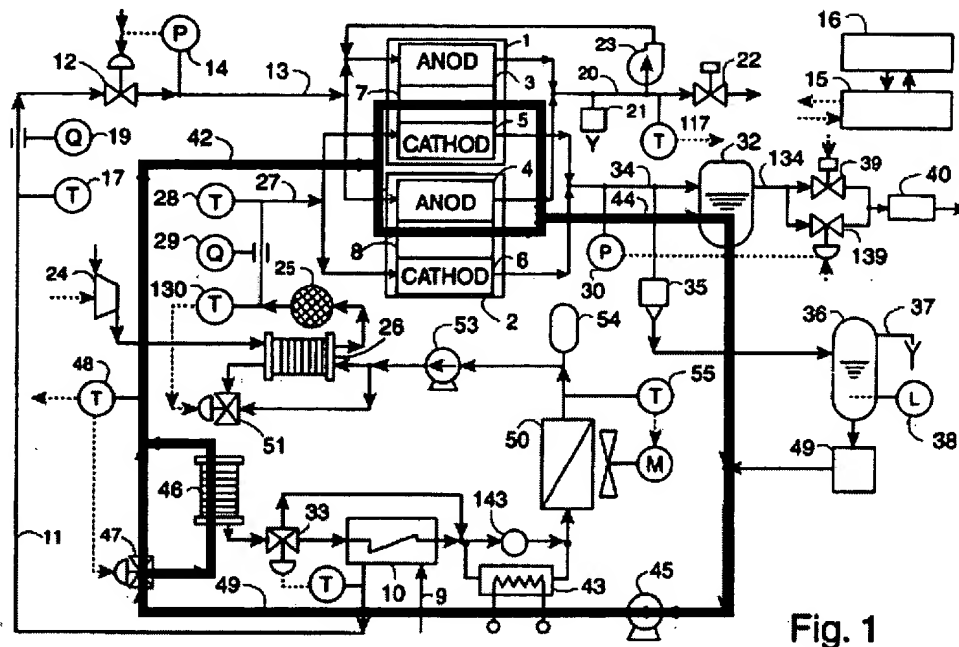 16
12
P
14
13
1
ANOD
3
7
23
20
22
15
5
CATHOD
21
Y
T
117
32
134
19
Q
42
17
T
34
39
40
28
T
27
4
ANOD
44
29
Q
8
6
CATHOD
P
30
139
24
25
130
T
2
35
36
37
Y
26
53
54
48
T
51
T
55
50
L
38
M
49
46
33
143
47
11
T
10
9
43
45
49
Fig. 1